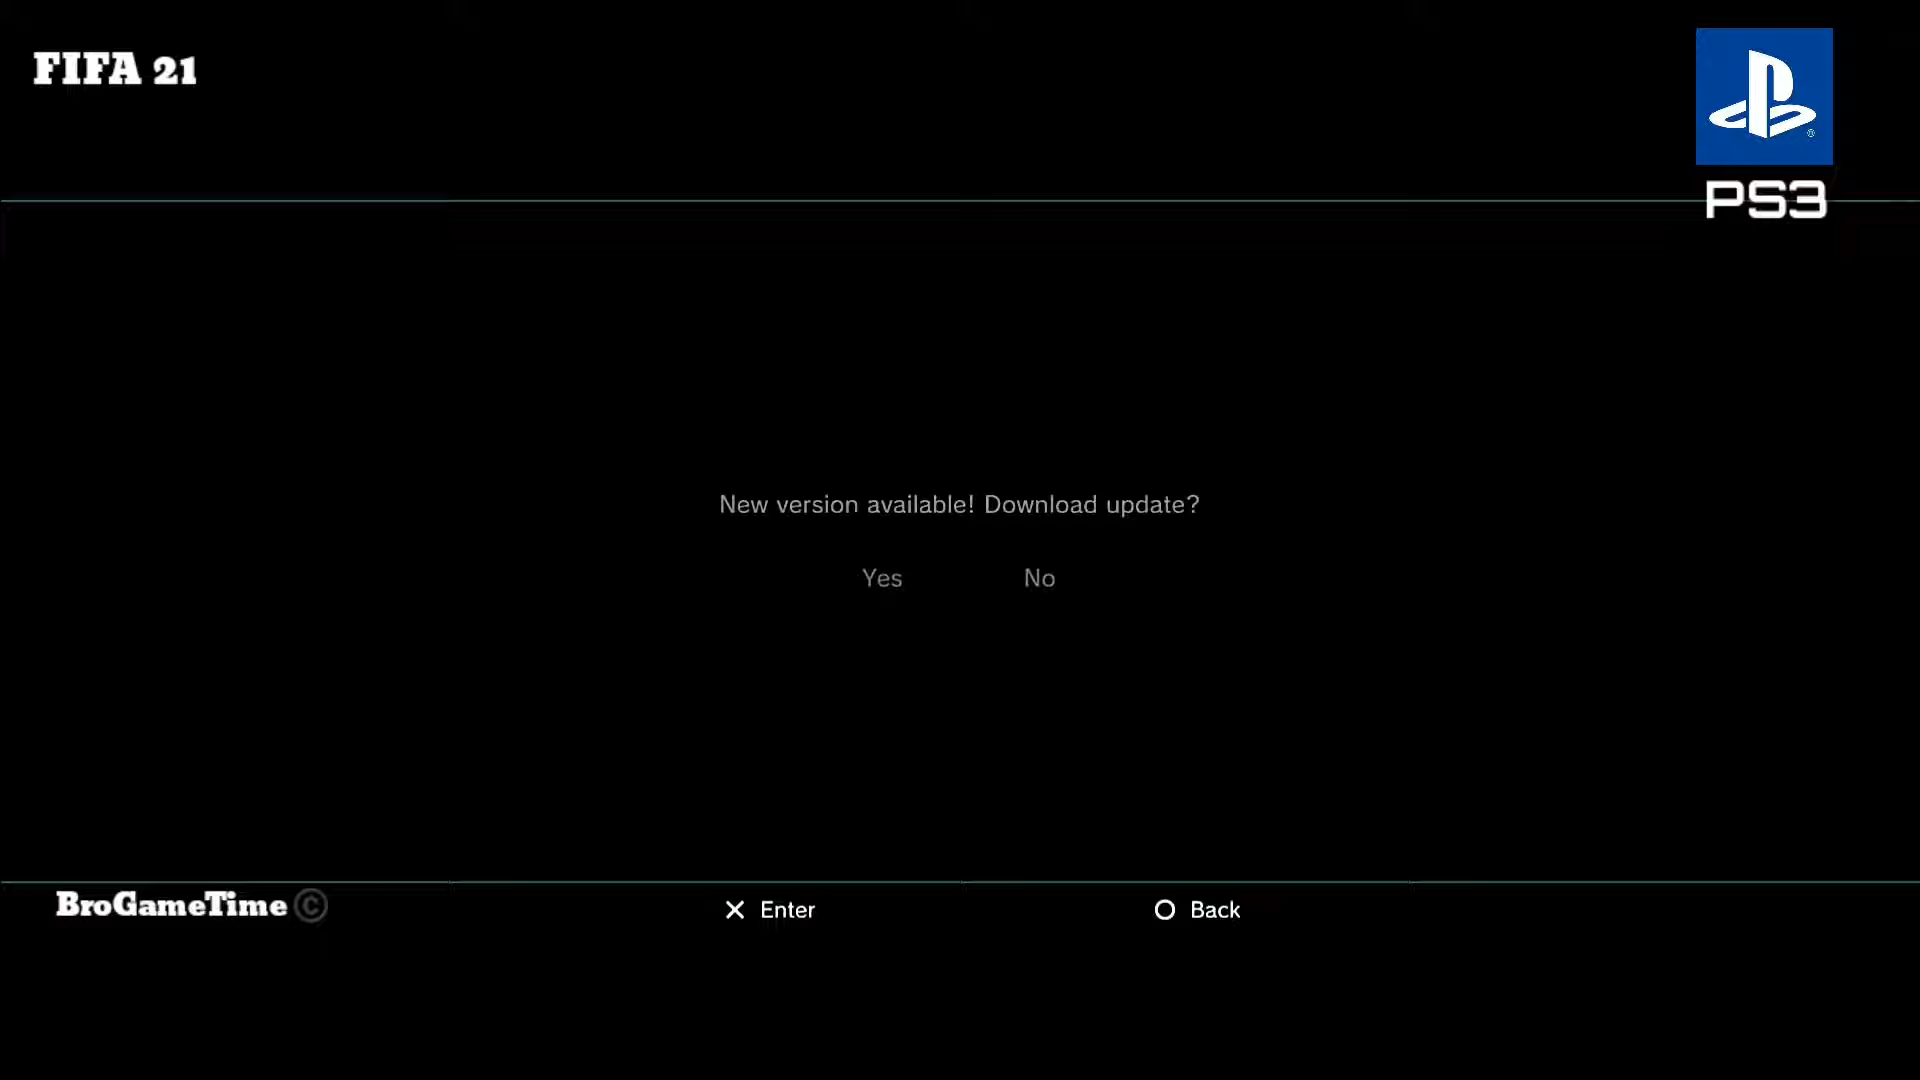 FIFA 21
PS3
New version available! Download update?
Yes No
BroGameTime ©
Enter
Back